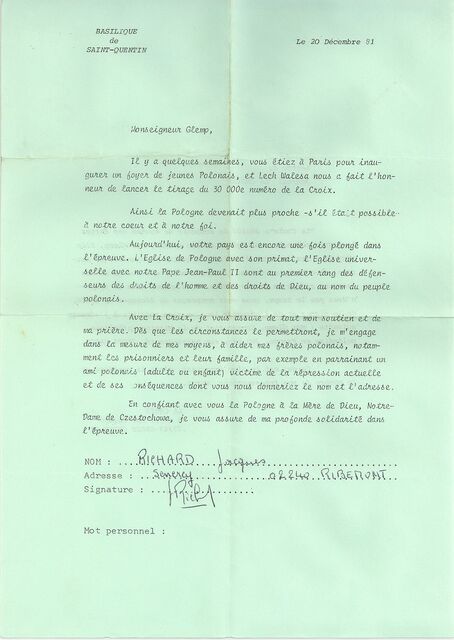 BASILIQUE
de
SAINT-QUENTIN
Le 20 Décembre 81
Monseigneur Glemp,
Il y a quelques semaines, vous étiez à Paris pour inau-
gurer un foyer de jeunes Polonais, et Lech Walesa nous a fait l'hon-
neur de lancer le tirage du 30 000e numéro de la Croix.
Ainsi la Pologne devenait plus proche -s'il était possible-
à notre coeur et à notre foi.
Aujourd'hui, votre pays est encore une fois plongé dans
l'épreuve. L'Eglise de Pologne avec son primat, l'Eglise univer-
selle avec notre Pape Jean-Paul II sont au premier rang des défen-
seurs des droits de l'homme et des droits de Dieu, au nom du peuple
polonais.
Avec la Croix, je vous assure de tout mon soutien et de
ma prière. Dès que les circonstances le permettront, je m'engage
dans la mesure de mes moyens, à aider mes frères polonais, notam-
ment les prisonniers et leur famille, par exemple en parrainant un
ami polonais (adulte ou enfant) victime de la répression actuelle
et de ses conséquences dont vous nous donneriez le nom et l'adresse.
En confiant avec vous la Pologne à la Mère de Dieu, Notre-
Dame de Czestochowa, je vous assure de ma profonde solidarité dans
l'épreuve.
NOM : ...RICHARD....Jacques........................
Adresse : ................02240 RIBEMONT
Signature : ....................
Mot personnel :